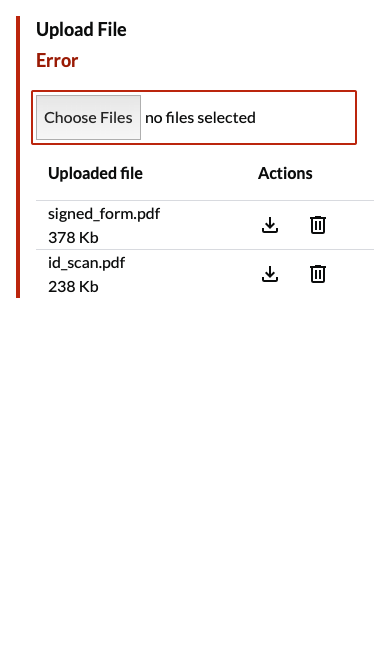 Upload File
Error
Choose Files no files selected
Uploaded file Actions
signed_form.pdf
378 Kb
id_scan.pdf
238 Kb